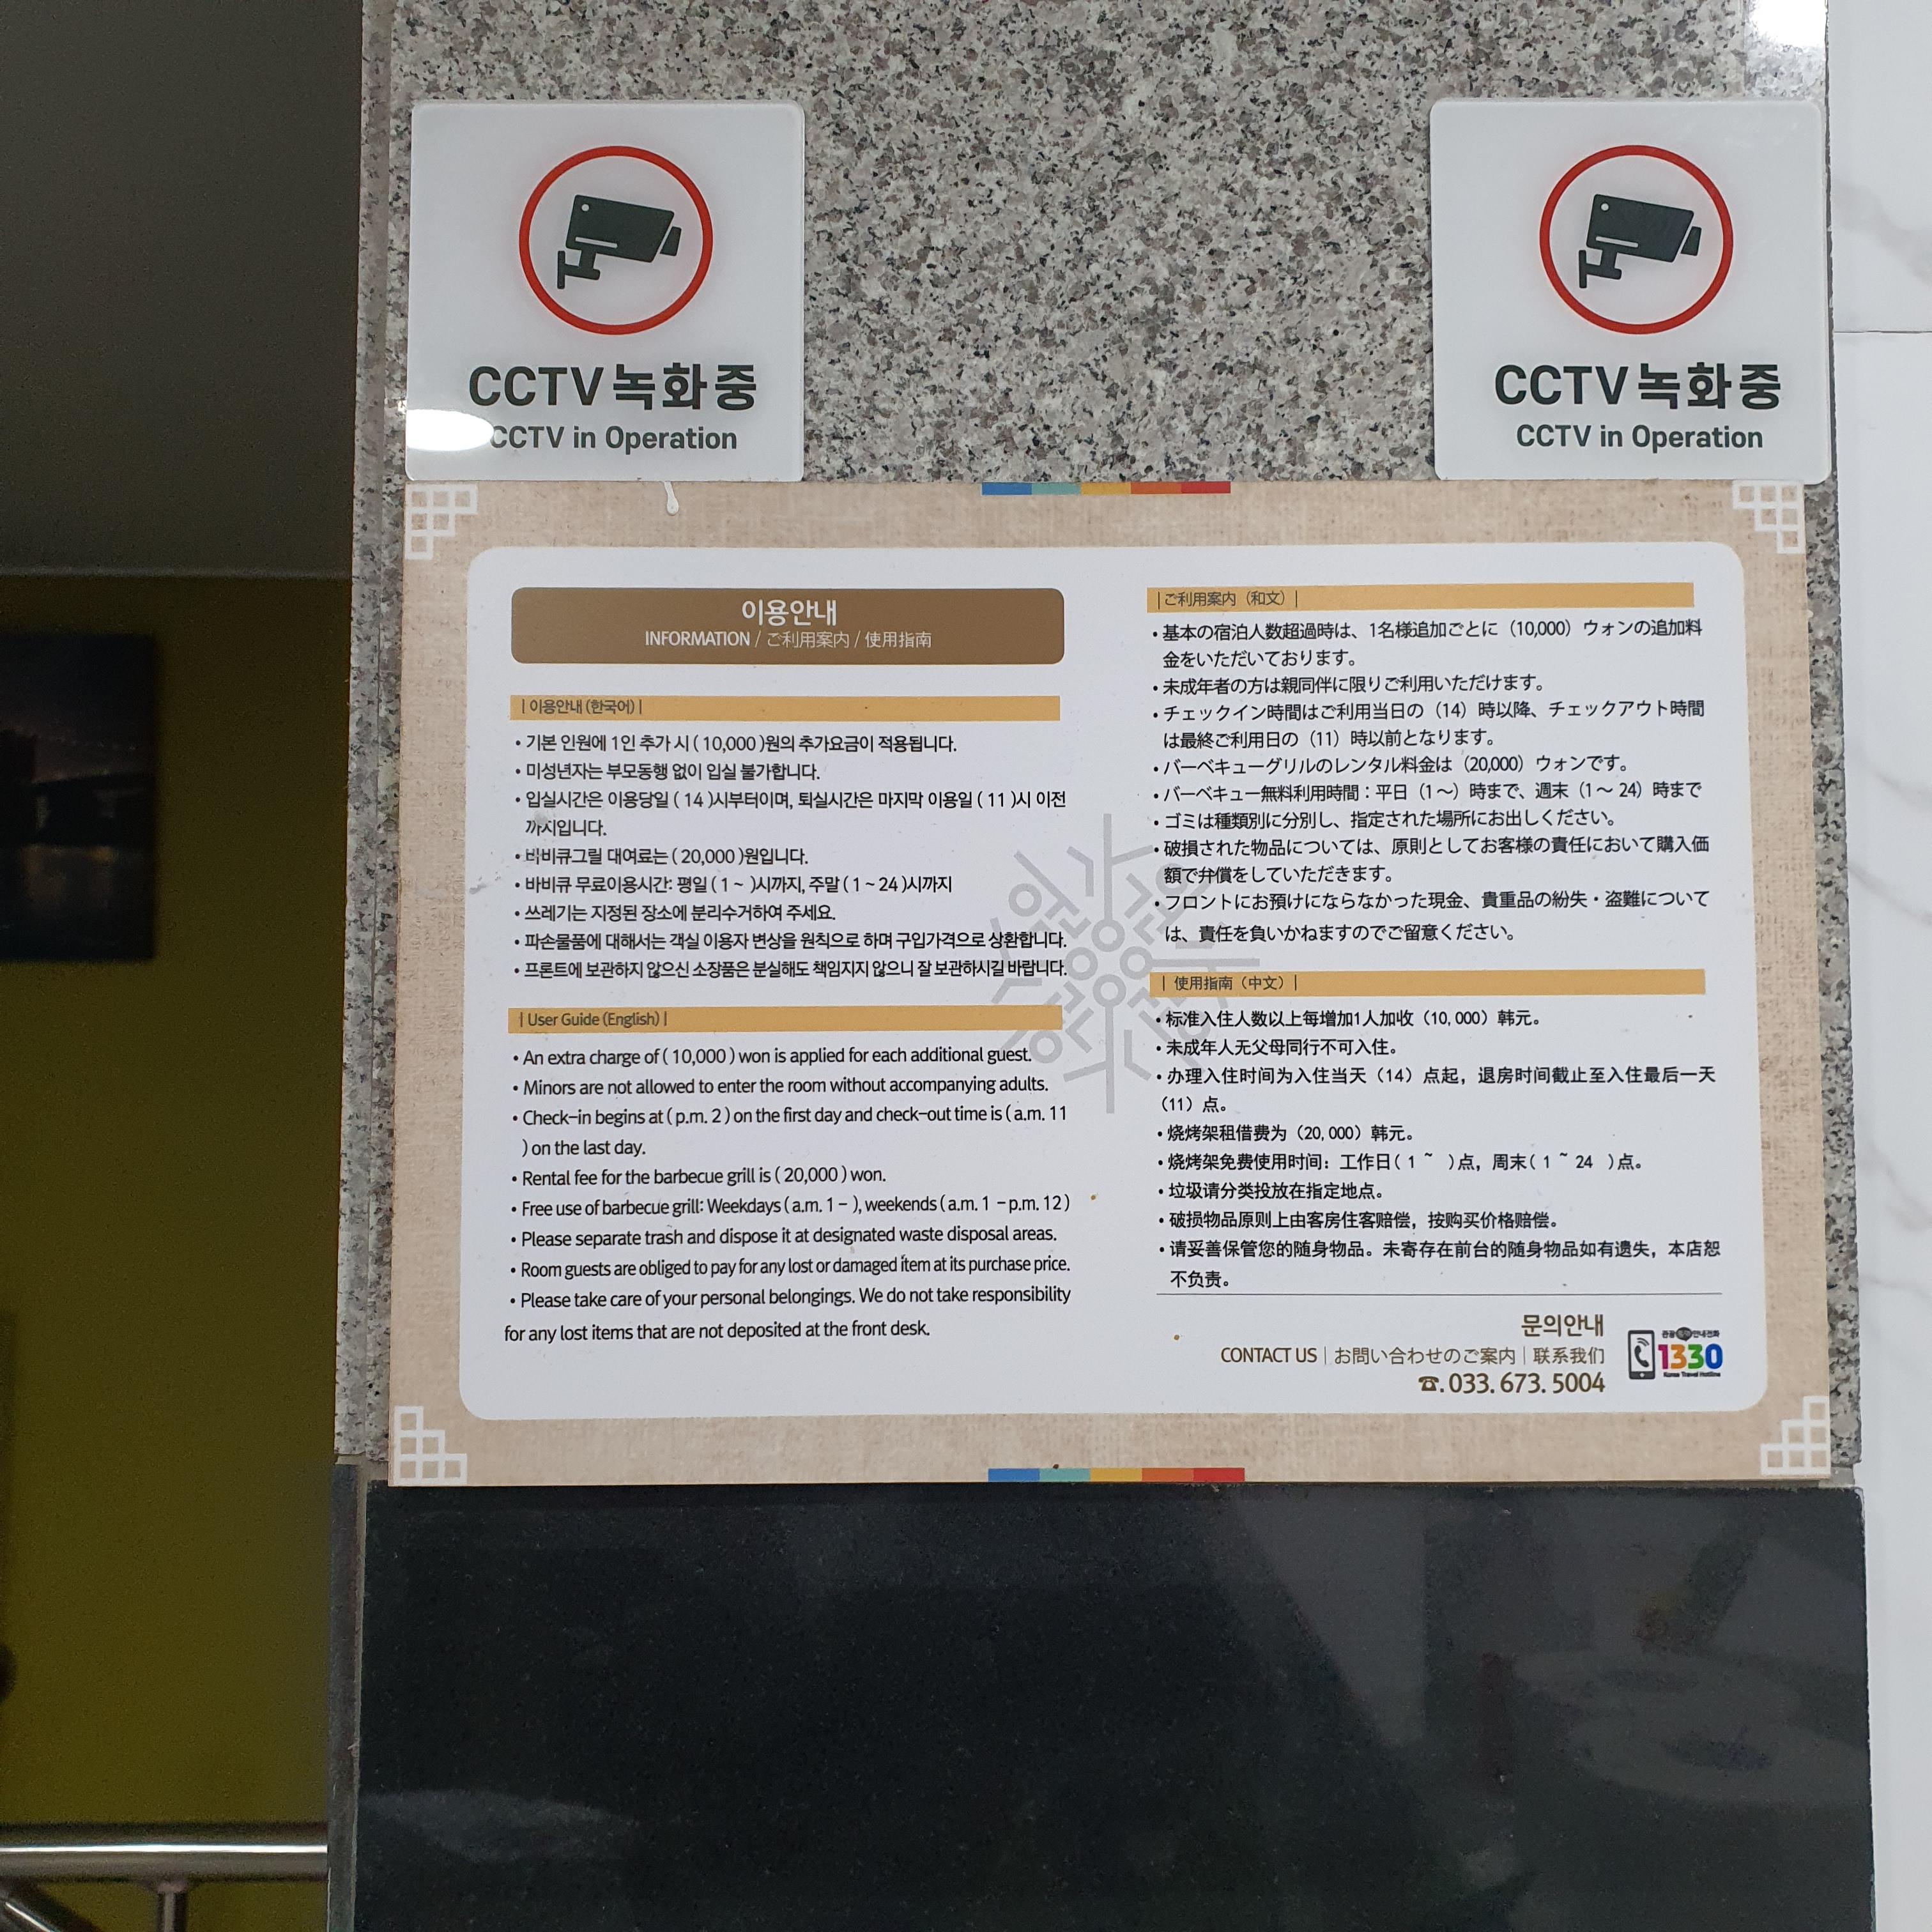 CCTV녹화중
CCTV in Operation
CCTV녹화중
CCTV in Operation
이용안내
INFORMATION / ご利用案内 / 使用指南
| 이용안내 (한국어) |
• 기본 인원에 1인 추가 시 ( 10,000 )원의 추가요금이 적용됩니다.
• 미성년자는 부모동행 없이 입실 불가합니다.
• 입실시간은 이용당일 ( 14 )시부터이며, 퇴실시간은 마지막 이용일 ( 11 )시 이전
까지입니다.
• 바비큐그릴 대여료는 ( 20,000 )원입니다.
• 바비큐 무료이용시간: 평일 ( 1 ~ )시까지, 주말 ( 1 ~ 24 )시까지
• 쓰레기는 지정된 장소에 분리수거하여 주세요.
• 파손물품에 대해서는 객실 이용자 변상을 원칙으로 하며 구입가격으로 상환합니다.
• 프론트에 보관하지 않으신 소장품은 분실해도 책임지지 않으니 잘 보관하시길 바랍니다.
| User Guide (English) |
• An extra charge of ( 10,000 ) won is applied for each additional guest.
• Minors are not allowed to enter the room without accompanying adults.
• Check-in begins at ( p.m. 2 ) on the first day and check-out time is ( a.m. 11
) on the last day.
• Rental fee for the barbecue grill is ( 20,000 ) won.
• Free use of barbecue grill: Weekdays ( a.m. 1 - ), weekends ( a.m. 1 - p.m. 12 )
• Please separate trash and dispose it at designated waste disposal areas.
• Room guests are obliged to pay for any lost or damaged item at its purchase price.
• Please take care of your personal belongings. We do not take responsibility
for any lost items that are not deposited at the front desk.
| ご利用案内（和文） |
• 基本の宿泊人数超過時は、1名様追加ごとに（10,000）ウォンの追加料
金をいただいております。
• 未成年者の方は親同伴に限りご利用いただけます。
• チェックイン時間はご利用当日の（14）時以降、チェックアウト時間
は最終ご利用日の（11）時以前となります。
• バーベキューグリルのレンタル料金は（20,000）ウォンです。
• バーベキュー無料利用時間：平日（1～）時まで、週末（1～ 24）時まで
• ゴミは種類別に分別し、指定された場所にお出しください。
• 破損された物品については、原則としてお客様の責任において購入価
額で弁償をしていただきます。
• フロントにお預けにならなかった現金、貴重品の紛失・盗難について
は、責任を負いかねますのでご留意ください。
| 使用指南（中文） |
• 标准入住人数以上每增加1人加收（10,000）韩元。
• 未成年人无父母同行不可入住。
• 办理入住时间为入住当天（14）点起，退房时间截止至入住最后一天
（11）点。
• 烧烤架租借费为（20,000）韩元。
• 烧烤架免费使用时间：工作日( 1 ~ )点，周末( 1 ~ 24 )点。
• 垃圾请分类投放在指定地点。
• 破损物品原则上由客房住客赔偿，按购买价格赔偿。
• 请妥善保管您的随身物品。未寄存在前台的随身物品如有遗失，本店恕
不负责。
문의안내
CONTACT US | お問い合わせのご案内 | 联系我们
☎. 033. 673. 5004
1330
Korea Travel Hotline